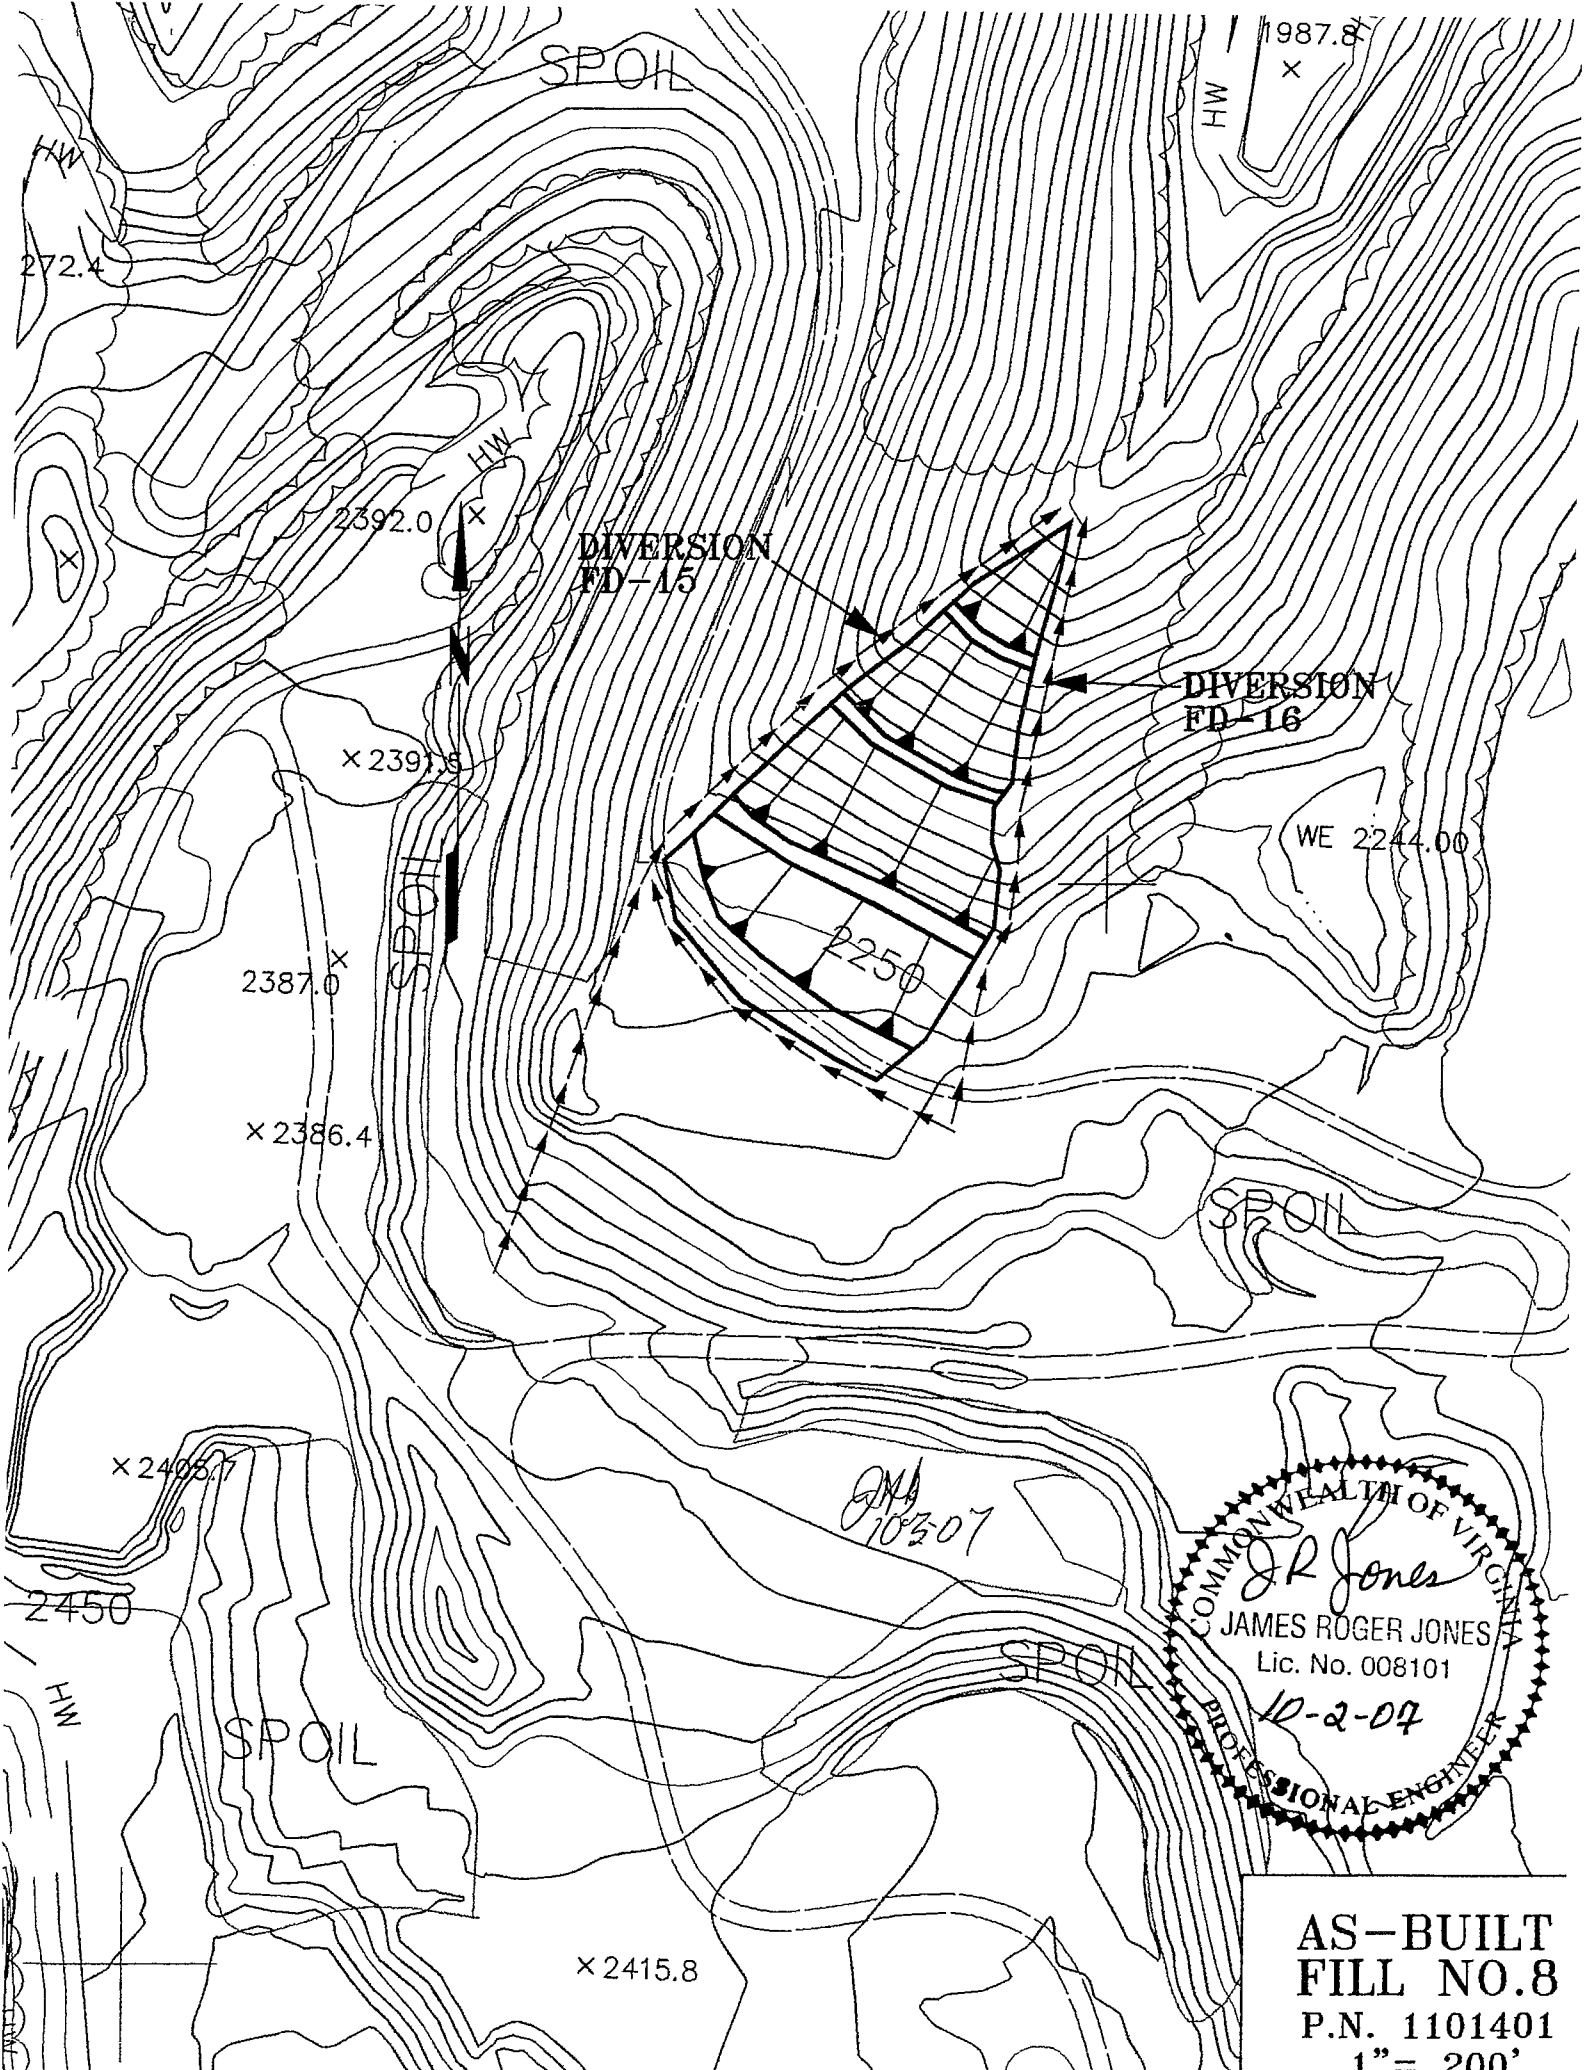 SPOIL
1987.8
HW
HW
272.4
HW
2392.0
DIVERSION
FD-15
N
DIVERSION
FD-16
2391.5
WE 2244.00
SPOIL
2250
2387.0
2386.4
SPOIL
2405.7
10-3-07
2450
COMMONWEALTH OF VIRGINIA
J R Jones
JAMES ROGER JONES
Lic. No. 008101
10-2-07
PROFESSIONAL ENGINEER
SPOIL
HW
SPOIL
2415.8
AS-BUILT
FILL NO.8
P.N. 1101401
1"= 200'